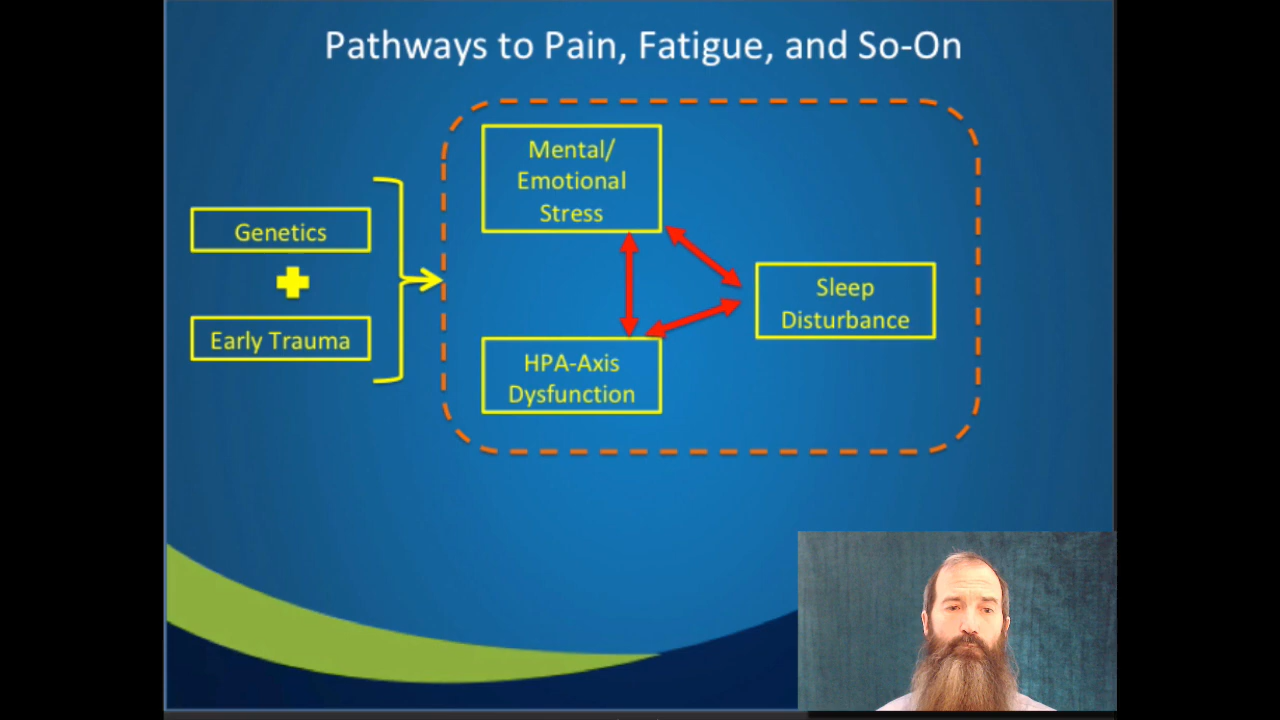 Pathways to Pain, Fatigue, and So-On
Mental/
Emotional
Stress
Genetics
Early Trauma
Sleep
Disturbance
HPA-Axis
Dysfunction